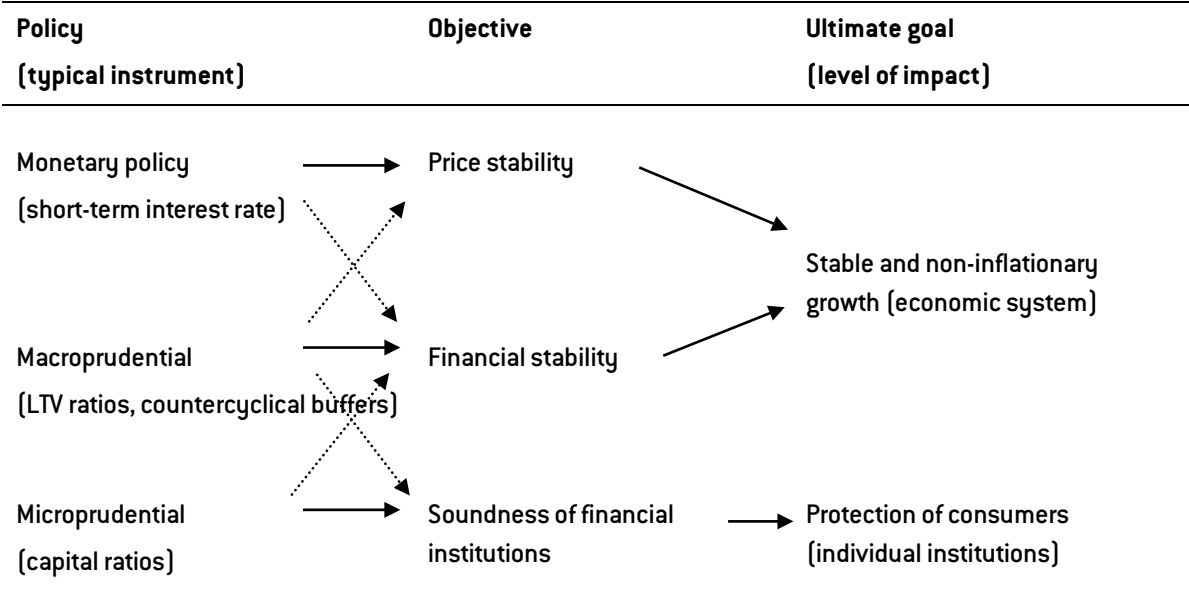 Policy
(typical instrument)
Objective
Ultimate goal
(level of impact)
Monetary policy
(short-term interest rate)
Price stability
Stable and non-inflationary
growth (economic system)
Macroprudential
(LTV ratios, countercyclical buffers)
Financial stability
Microprudential
(capital ratios)
Soundness of financial
institutions
Protection of consumers
(individual institutions)